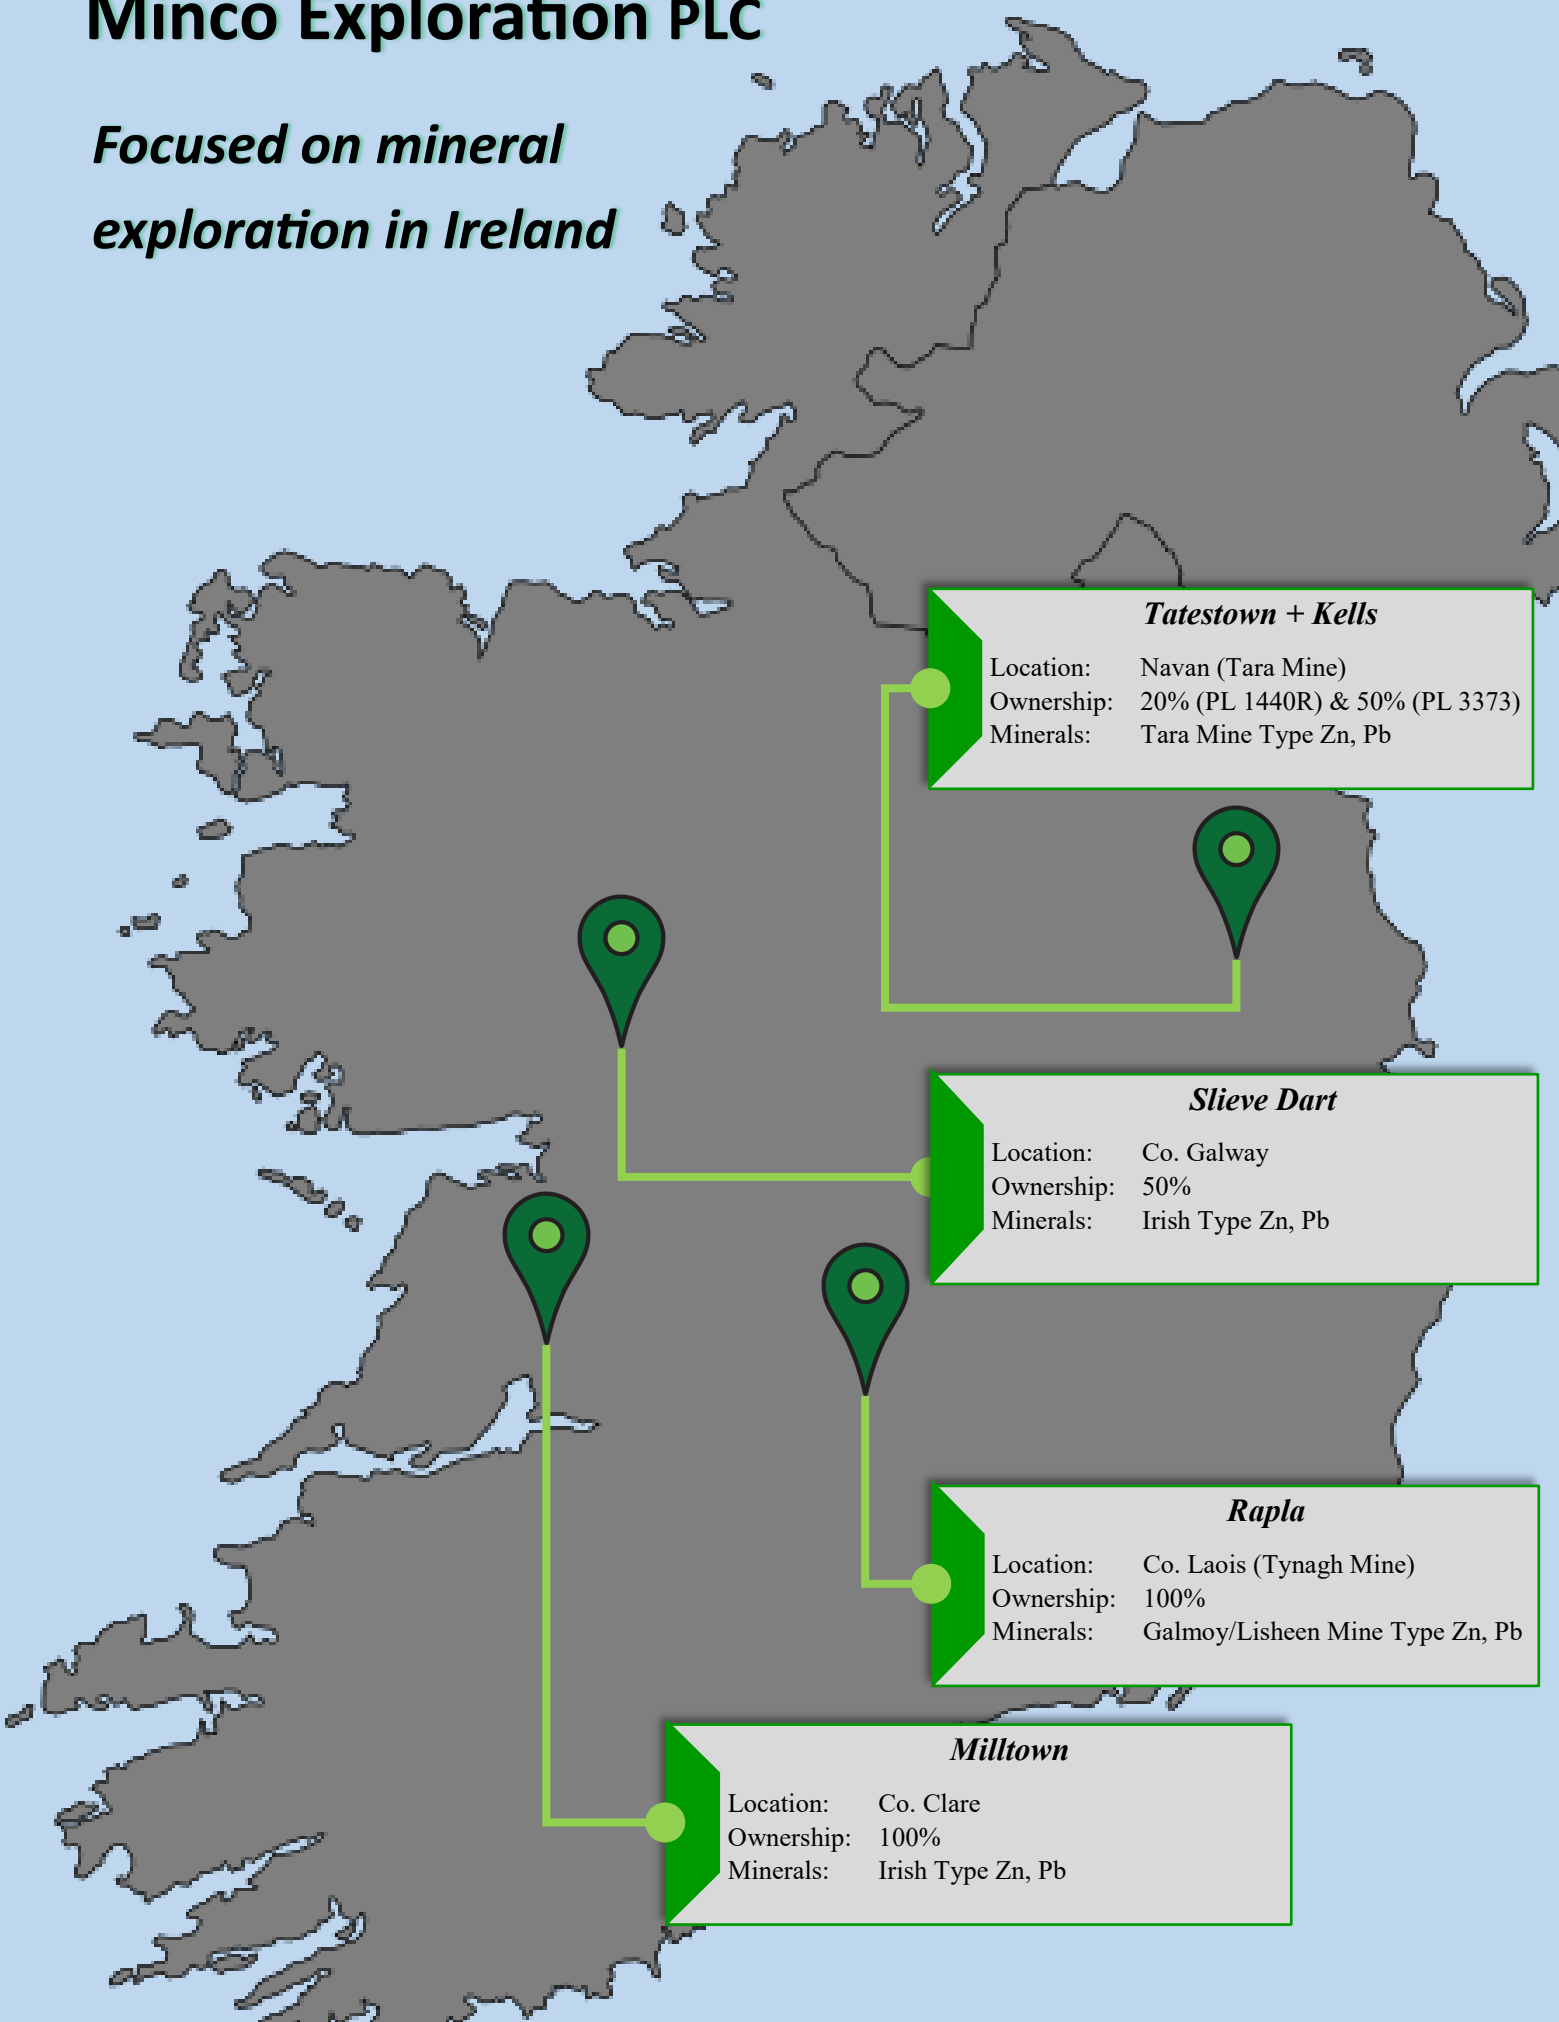 Minco Exploration PLC
Focused on mineral
exploration in Ireland
Tatestown + Kells
Location: Navan (Tara Mine)
Ownership: 20% (PL 1440R) & 50% (PL 3373)
Minerals: Tara Mine Type Zn, Pb
Slieve Dart
Location: Co. Galway
Ownership: 50%
Minerals: Irish Type Zn, Pb
Rapla
Location: Co. Laois (Tynagh Mine)
Ownership: 100%
Minerals: Galmoy/Lisheen Mine Type Zn, Pb
Milltown
Location: Co. Clare
Ownership: 100%
Minerals: Irish Type Zn, Pb